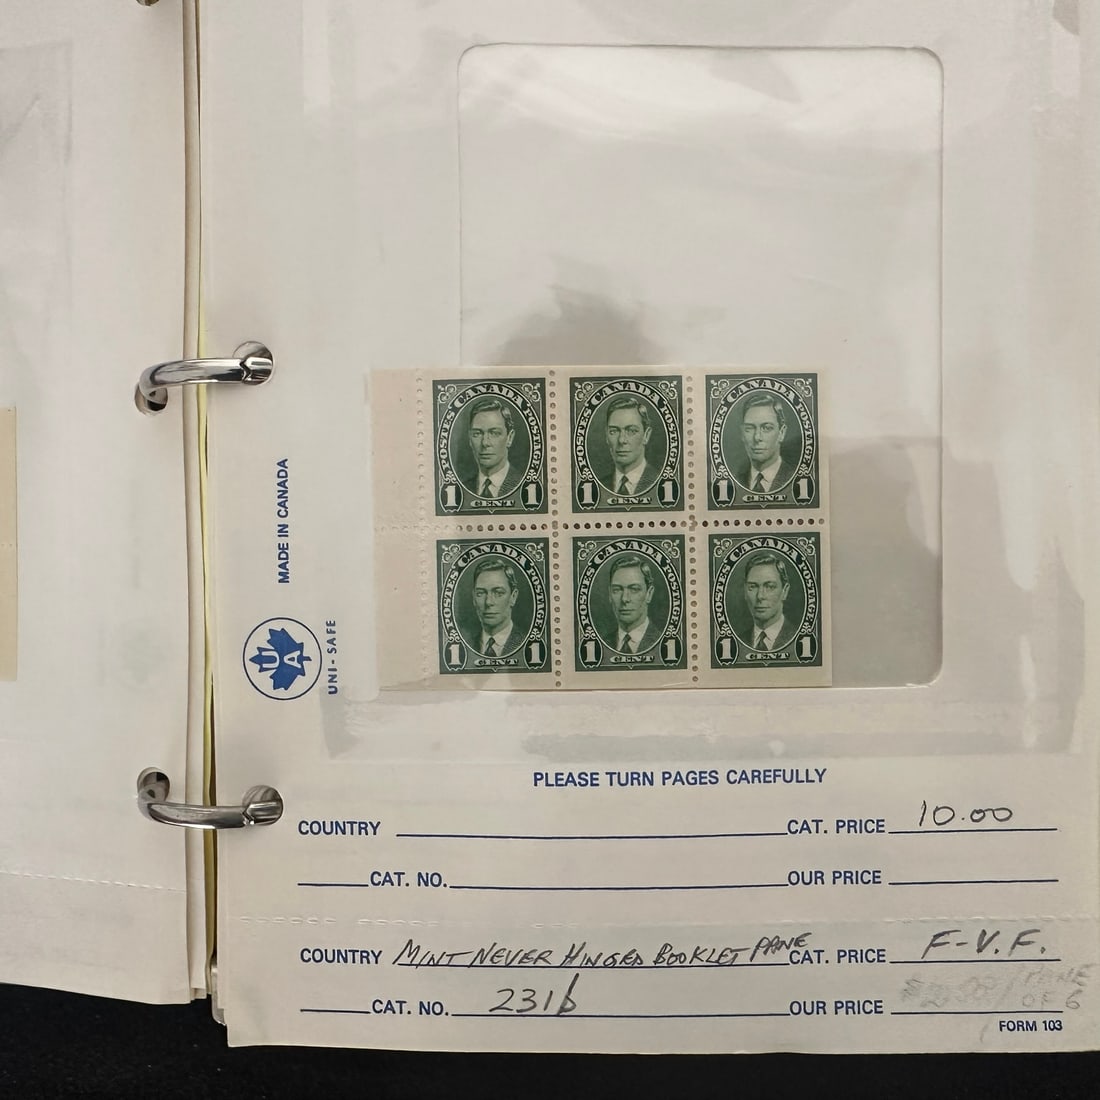 POSTES CANADA POSTAGE POSTES CANADA POSTAGE POSTES CANADA POSTAGE
1 CENT 1 1 CENT 1 1 CENT 1
POSTES CANADA POSTAGE POSTES CANADA POSTAGE POSTES CANADA POSTAGE
1 CENT 1 1 CENT 1 1 CENT 1
MADE IN CANADA
UA
UNI-SAFE
PLEASE TURN PAGES CAREFULLY
COUNTRY CAT. PRICE 10.00
CAT. NO. OUR PRICE
COUNTRY MINT NEVER HINGED BOOKLET PANE CAT. PRICE F-V.F.
CAT. NO. 231b OUR PRICE /PANE OF 6
FORM 103